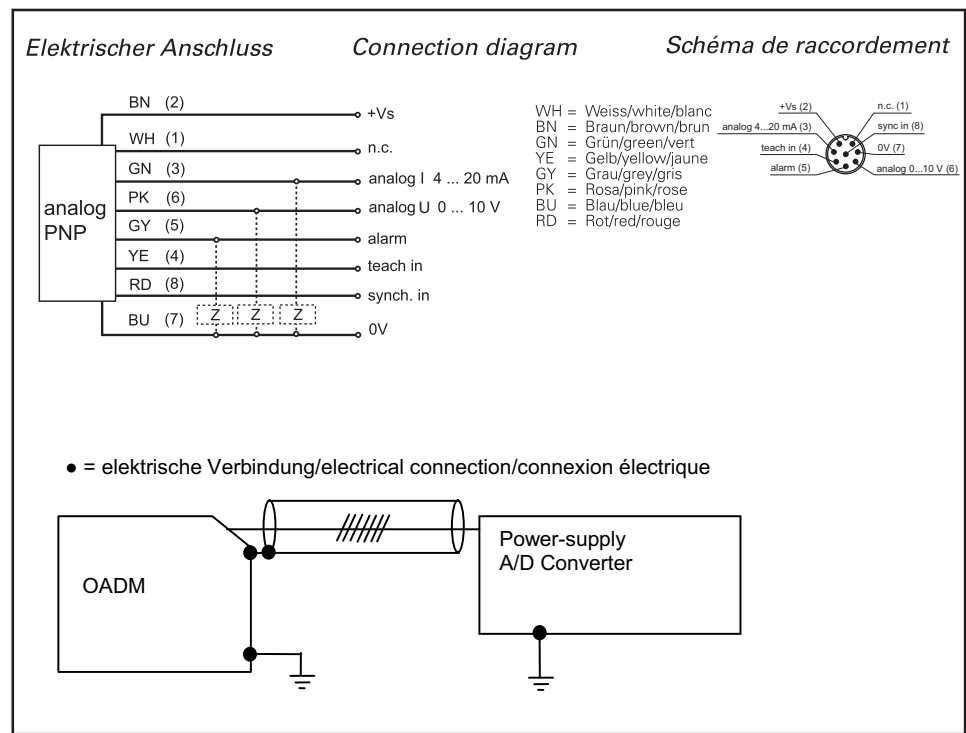 Elektrischer Anschluss Connection diagram Schéma de raccordement
BN (2)
+Vs
WH (1)
n.c.
GN (3)
analog I 4 ... 20 mA
PK (6)
analog U 0 ... 10 V
GY (5)
alarm
YE (4)
teach in
RD (8)
synch. in
BU (7)
0V
analog
PNP
Z Z Z
WH = Weiss/white/blanc
BN = Braun/brown/brun
GN = Grün/green/vert
YE = Gelb/yellow/jaune
GY = Grau/grey/gris
PK = Rosa/pink/rose
BU = Blau/blue/bleu
RD = Rot/red/rouge
+Vs (2)
analog 4...20 mA (3)
teach in (4)
alarm (5)
n.c. (1)
sync in (8)
0V (7)
analog 0...10 V (6)
● = elektrische Verbindung/electrical connection/connexion électrique
OADM
Power-supply
A/D Converter